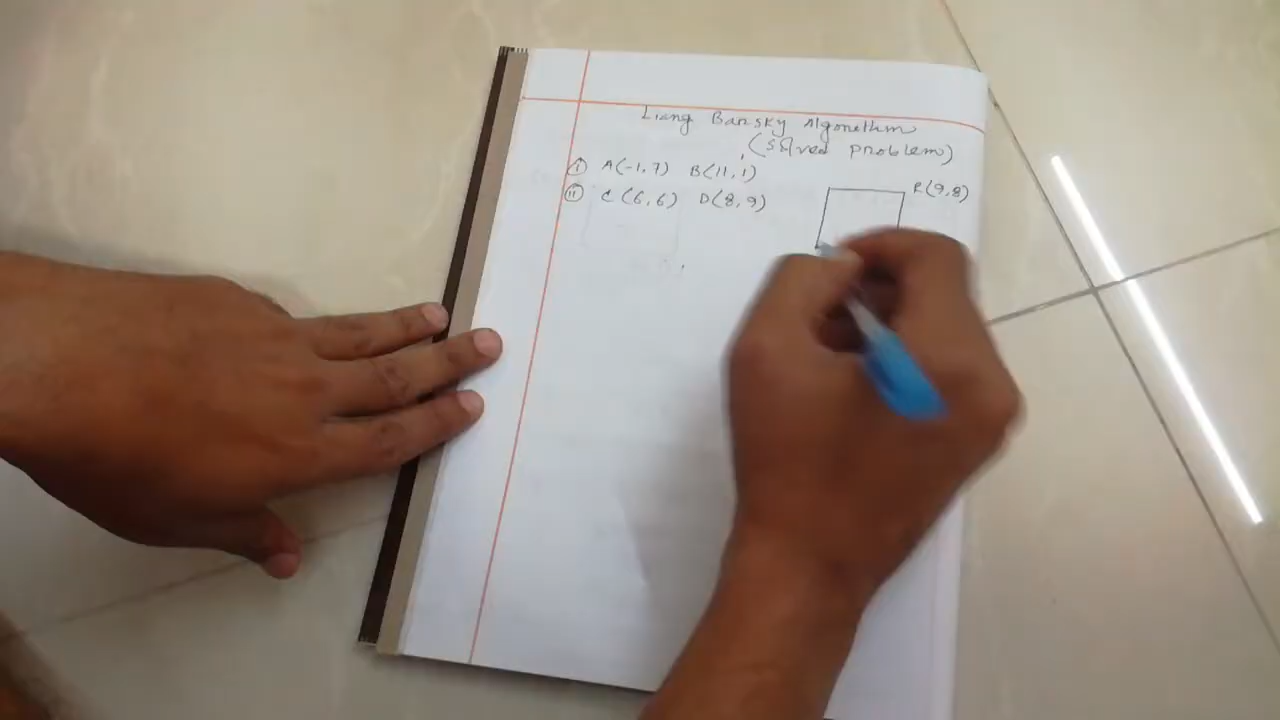 Liang Barsky Algorithm
(Solved problem)
(i) A(-1,7) B(11,1)
(ii) C(6,6) D(8,9)
R(9,8)